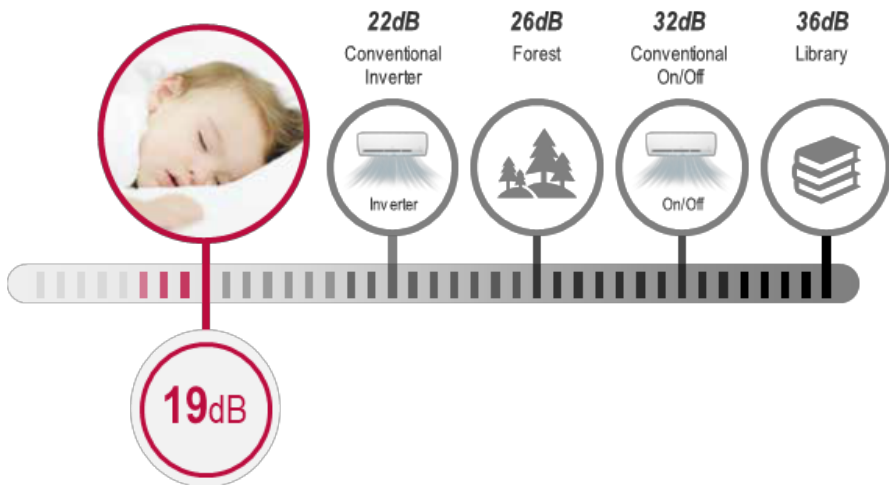 22dB
Conventional
Inverter
26dB
Forest
32dB
Conventional
On/Off
36dB
Library
Inverter
On/Off
19dB